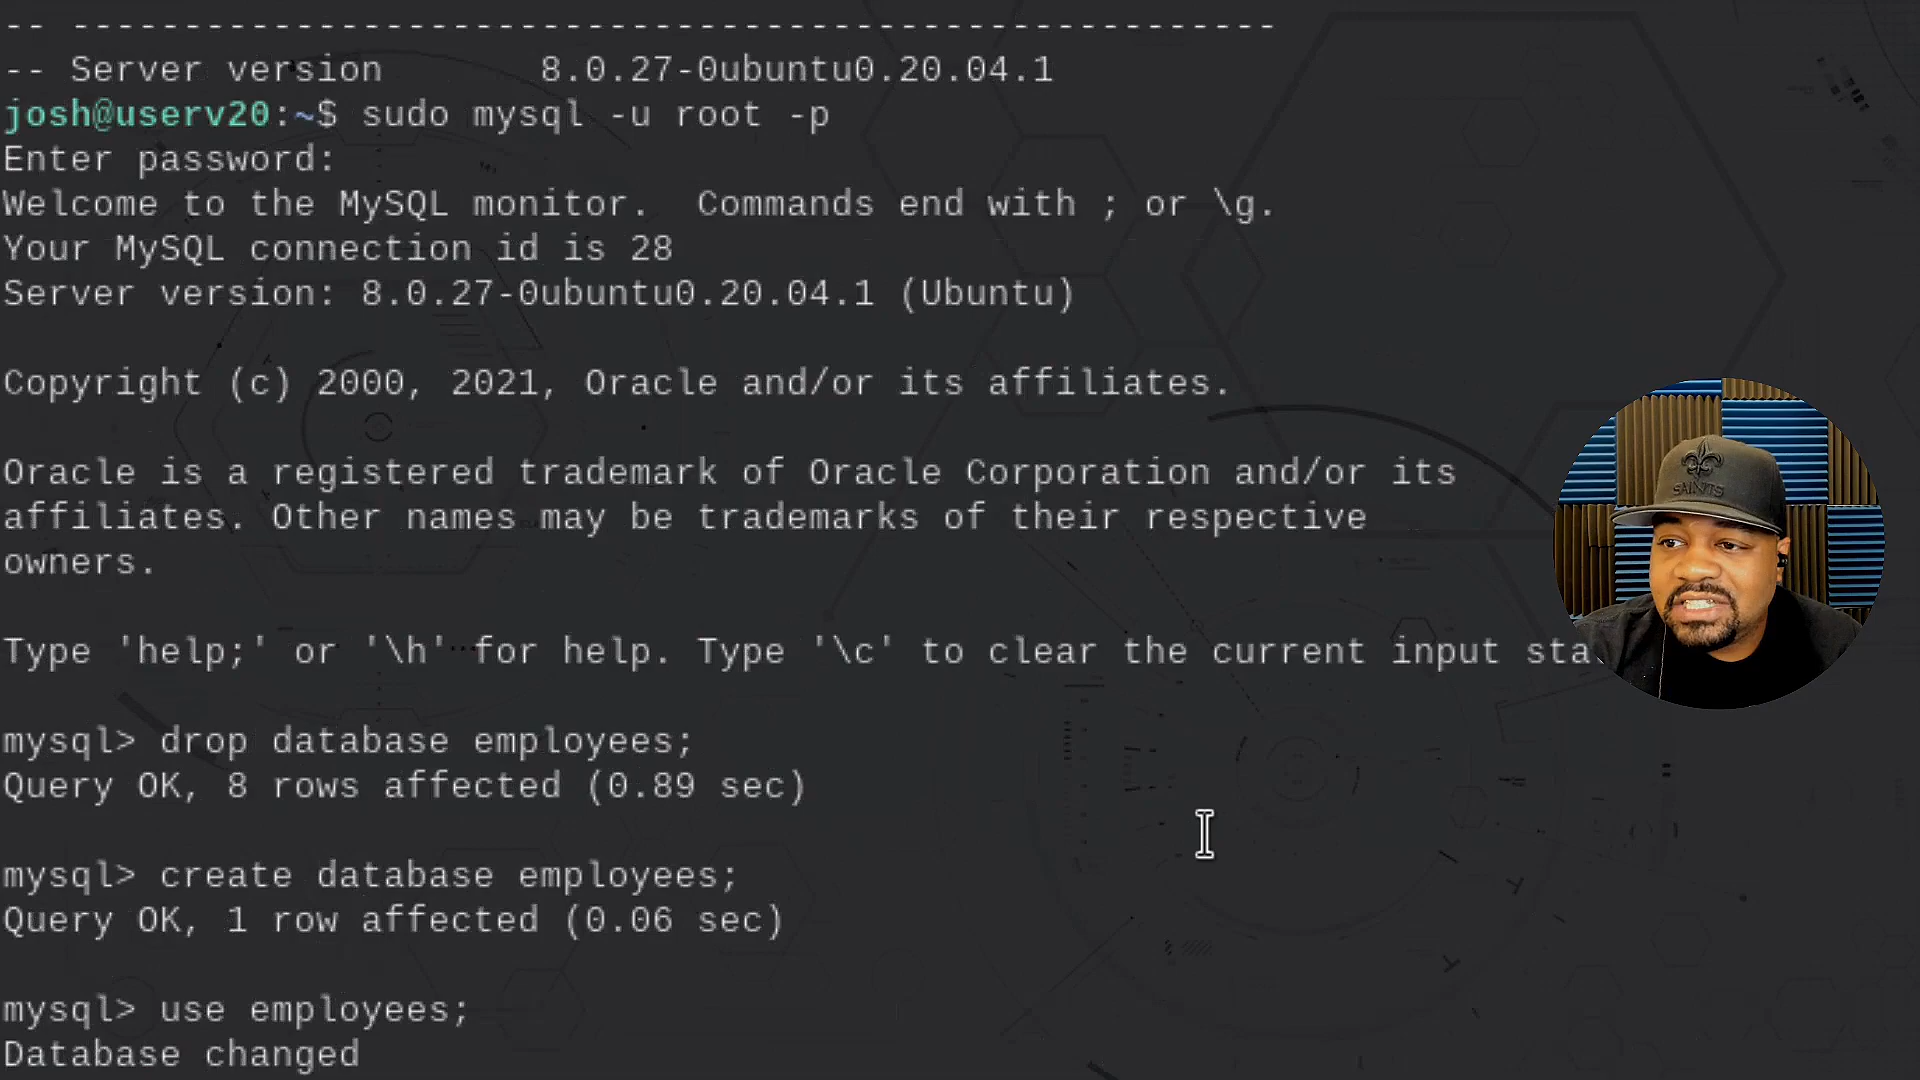 -- Server version       8.0.27-0ubuntu0.20.04.1
josh@userv20:~$ sudo mysql -u root -p
Enter password:
Welcome to the MySQL monitor.  Commands end with ; or \g.
Your MySQL connection id is 28
Server version: 8.0.27-0ubuntu0.20.04.1 (Ubuntu)
Copyright (c) 2000, 2021, Oracle and/or its affiliates.
Oracle is a registered trademark of Oracle Corporation and/or its
affiliates. Other names may be trademarks of their respective
owners.
Type 'help;' or '\h' for help. Type '\c' to clear the current input sta
SAINTS
mysql> drop database employees;
Query OK, 8 rows affected (0.89 sec)
mysql> create database employees;
Query OK, 1 row affected (0.06 sec)
mysql> use employees;
Database changed